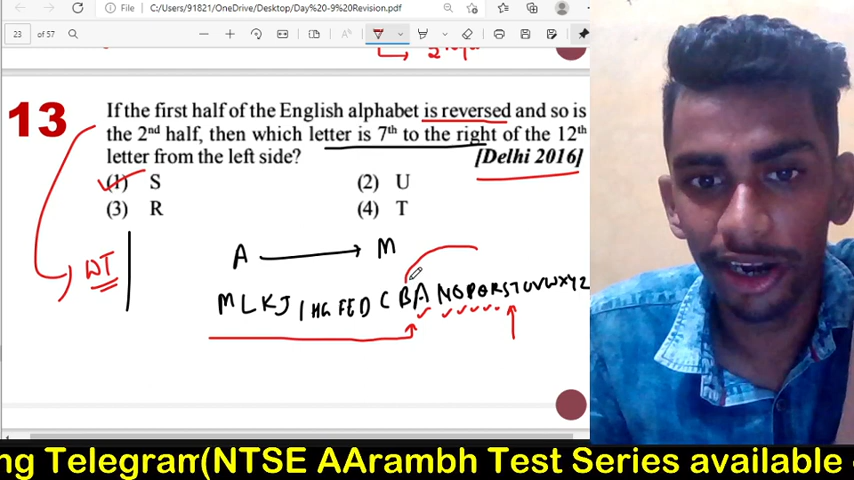 File
C:/Users/91821/OneDrive/Desktop/Day%20-9%20Revision.pdf
23 of 57
13
If the first half of the English alphabet is reversed and so is
the 2nd half, then which letter is 7th to the right of the 12th
letter from the left side?
[Delhi 2016]
(1) S (2) U
(3) R (4) T
WT
A M
M L K J I H G F E D C B A N O P Q R S T U V W X Y Z
ng Telegram(NTSE AArambh Test Series available